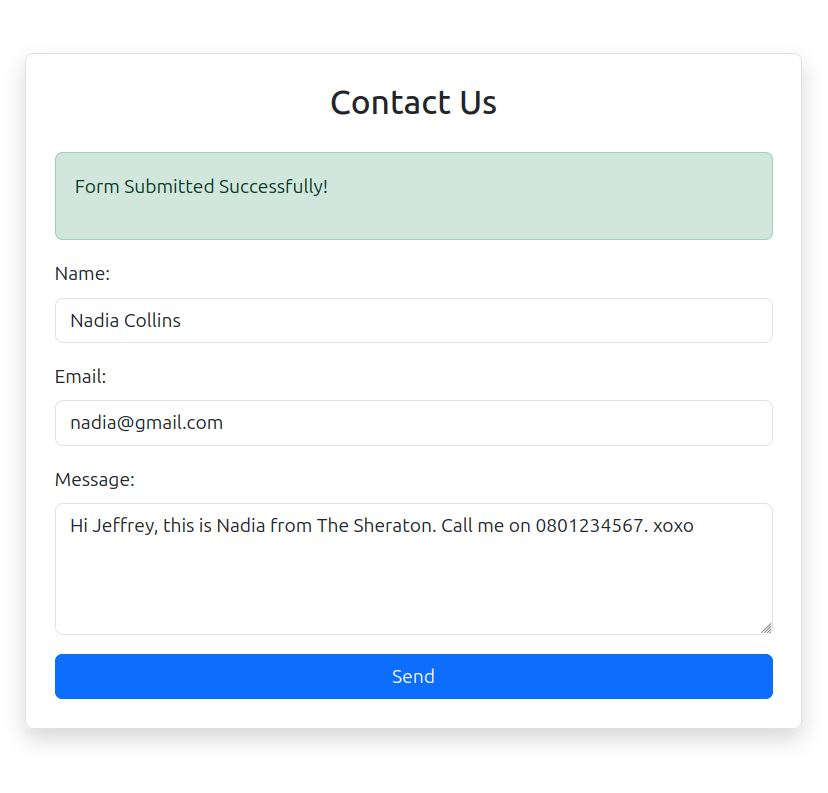 Contact Us
Form Submitted Successfully!
Name:
Nadia Collins
Email:
nadia@gmail.com
Message:
Hi Jeffrey, this is Nadia from The Sheraton. Call me on 0801234567. xoxo
Send